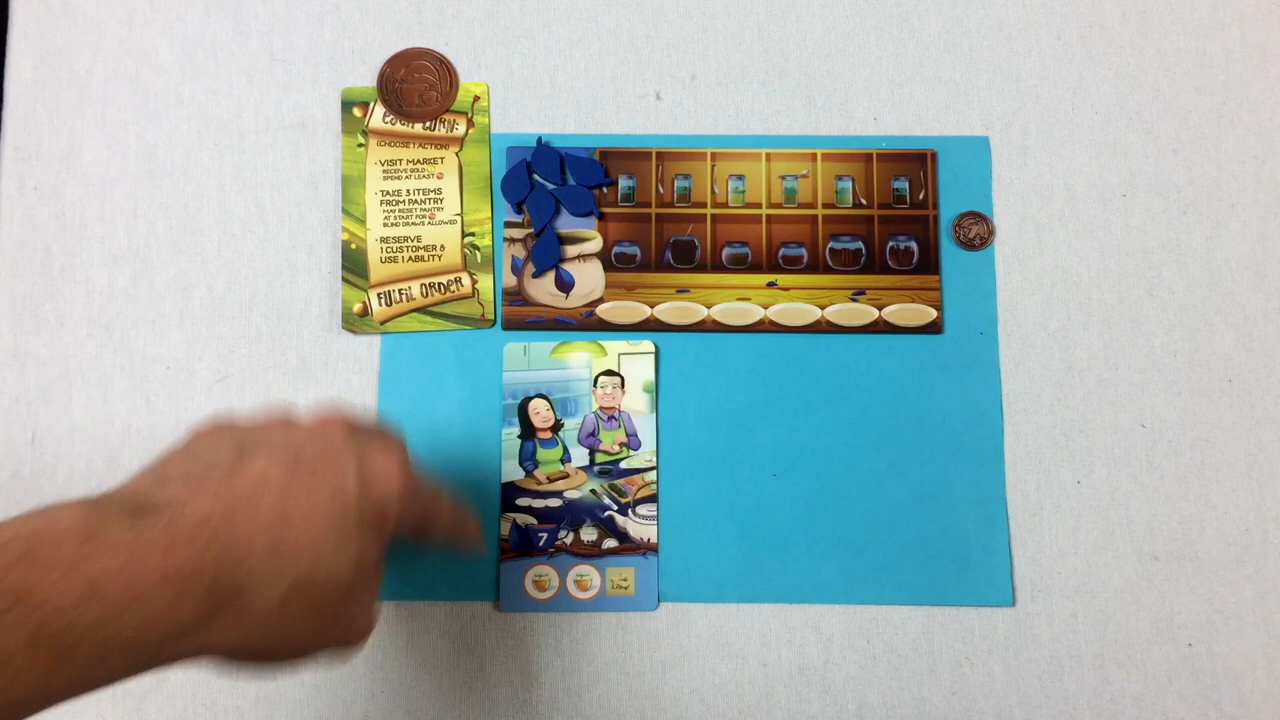 EACH TURN:
(CHOOSE 1 ACTION)
• VISIT MARKET
RECEIVE GOLD
SPEND AT LEAST
• TAKE 3 ITEMS
FROM PANTRY
MAY RESET PANTRY
AT START FOR
BLIND DRAWS ALLOWED
• RESERVE
1 CUSTOMER &
USE 1 ABILITY
FULFIL ORDER
7